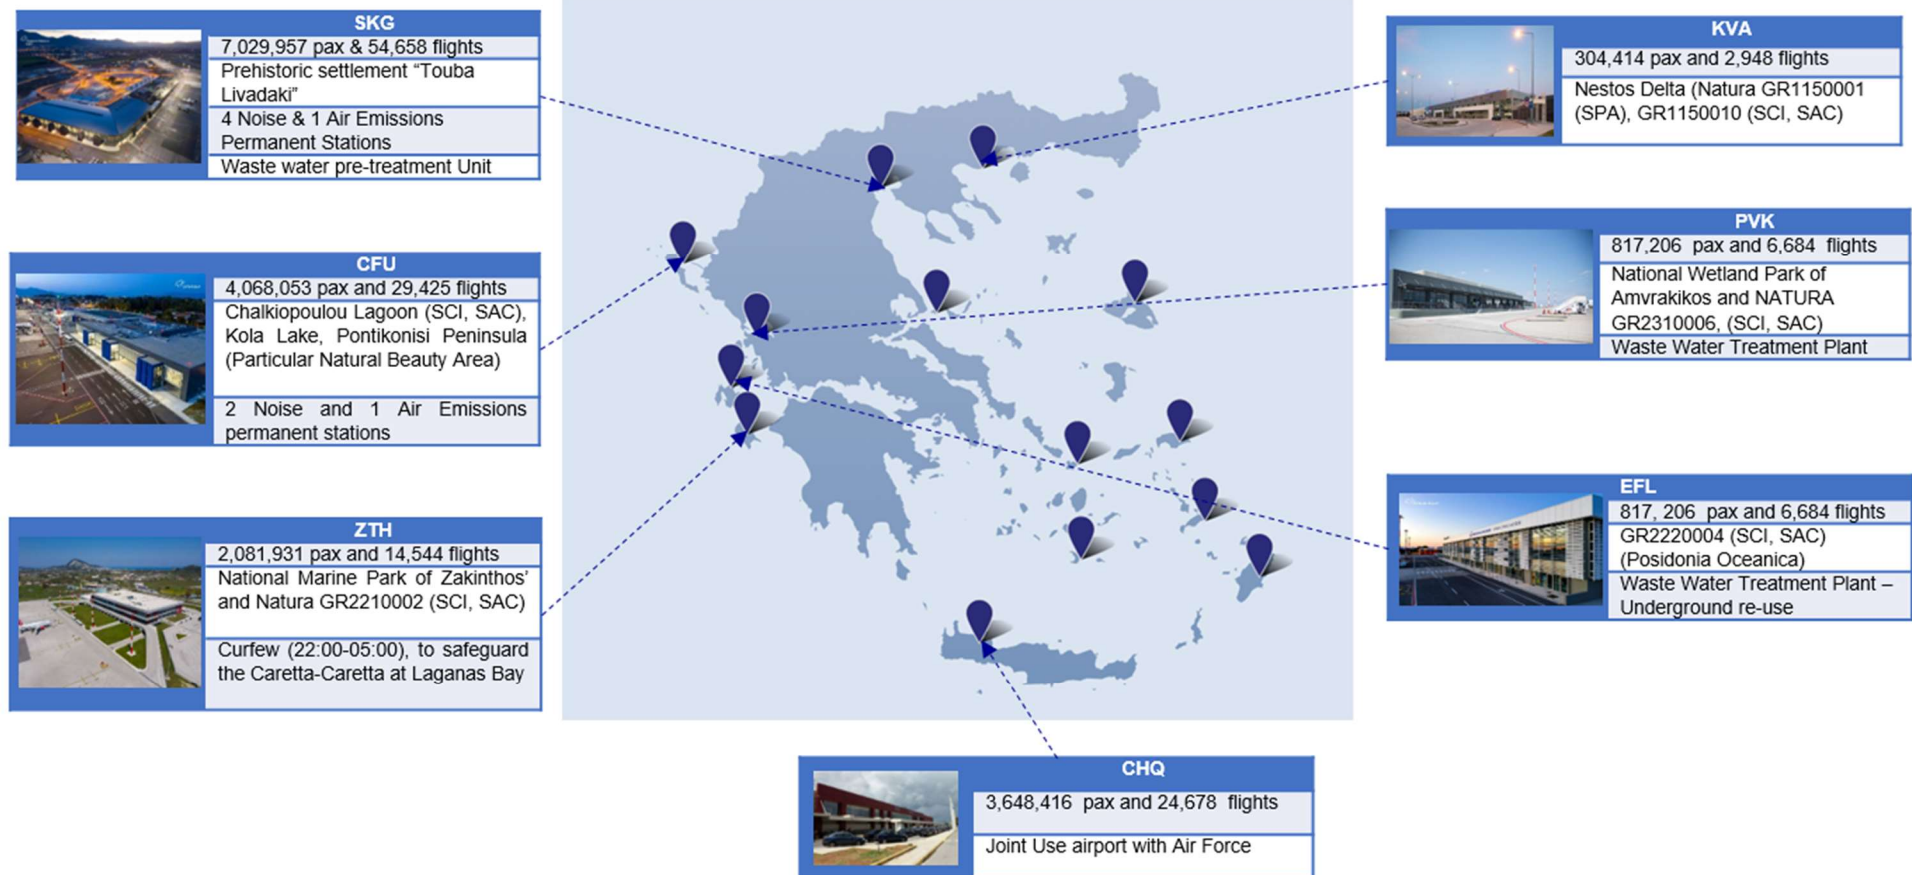 SKG
7,029,957 pax & 54,658 flights
Prehistoric settlement “Touba
Livadaki”
4 Noise & 1 Air Emissions
Permanent Stations
Waste water pre-treatment Unit
CFU
4,068,053 pax and 29,425 flights
Chalkiopoulou Lagoon (SCI, SAC),
Kola Lake, Pontikonisi Peninsula
(Particular Natural Beauty Area)
2 Noise and 1 Air Emissions
permanent stations
ZTH
2,081,931 pax and 14,544 flights
National Marine Park of Zakinthos’
and Natura GR2210002 (SCI, SAC)
Curfew (22:00-05:00), to safeguard
the Caretta-Caretta at Laganas Bay
KVA
304,414 pax and 2,948 flights
Nestos Delta (Natura GR1150001
(SPA), GR1150010 (SCI, SAC)
PVK
817,206 pax and 6,684 flights
National Wetland Park of
Amvrakikos and NATURA
GR2310006, (SCI, SAC)
Waste Water Treatment Plant
EFL
817, 206 pax and 6,684 flights
GR2220004 (SCI, SAC)
(Posidonia Oceanica)
Waste Water Treatment Plant –
Underground re-use
CHQ
3,648,416 pax and 24,678 flights
Joint Use airport with Air Force